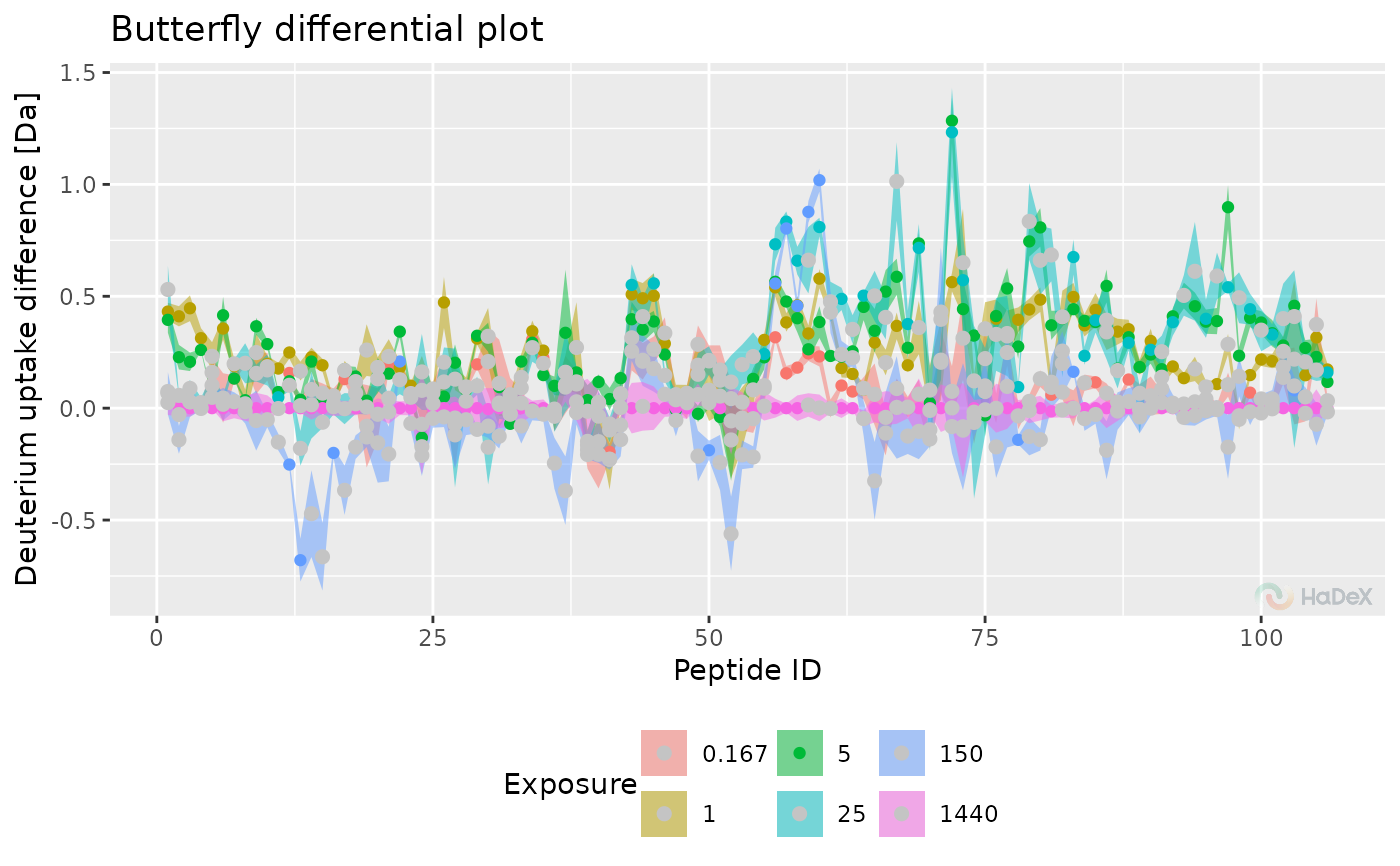 Butterfly differential plot
Deuterium uptake difference [Da]
1.5
1.0
0.5
0.0
-0.5
HaDeX
0 25 50 75 100
Peptide ID
Exposure
0.167 5 150
1 25 1440